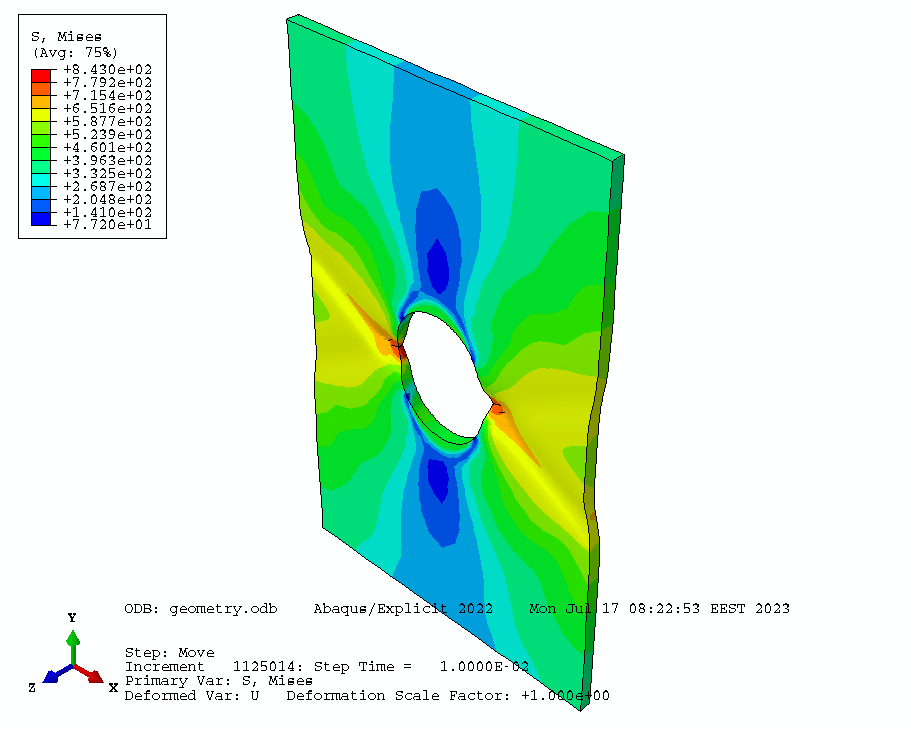 S, Mises
(Avg: 75%)
+8.430e+02
+7.792e+02
+7.154e+02
+6.516e+02
+5.877e+02
+5.239e+02
+4.601e+02
+3.963e+02
+3.325e+02
+2.687e+02
+2.048e+02
+1.410e+02
+7.720e+01
ODB: geometry.odb Abaqus/Explicit 2022 Mon Jul 17 08:22:53 EEST 2023
Y
Z X
Step: Move
Increment 1125014: Step Time = 1.0000E-02
Primary Var: S, Mises
Deformed Var: U Deformation Scale Factor: +1.000e+00